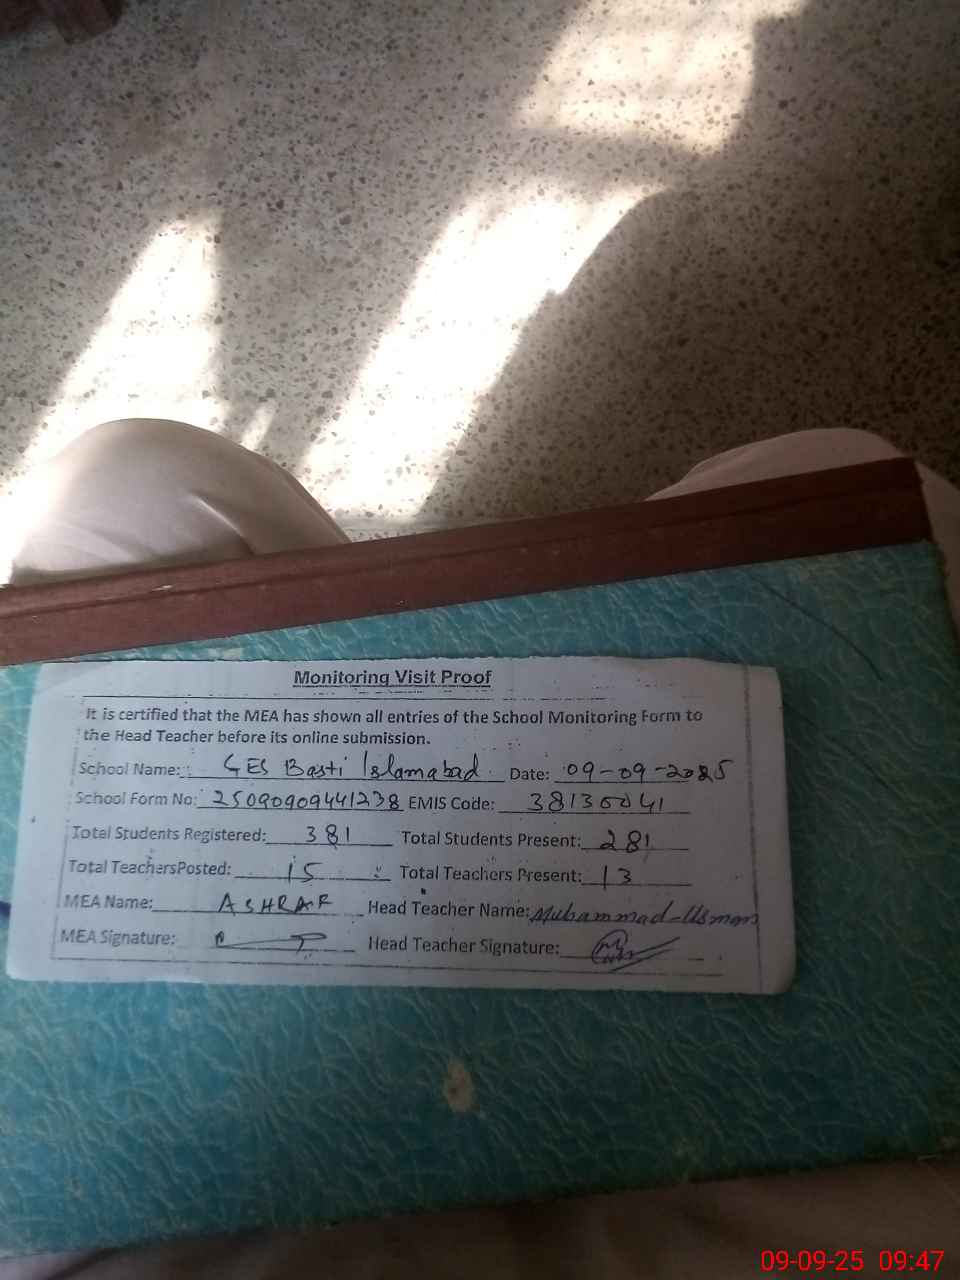 Monitoring Visit Proof
It is certified that the MEA has shown all entries of the School Monitoring Form to
the Head Teacher before its online submission.
School Name: GES Basti Islamabad Date: 09-09-2025
School Form No: 25090909441238 EMIS Code: 38130041
Total Students Registered: 381 Total Students Present: 281
Total TeachersPosted: 15 Total Teachers Present: 13
MEA Name: ASHRAF Head Teacher Name: Muhammad-Usman
MEA Signature: Head Teacher Signature:
09-09-25 09:47